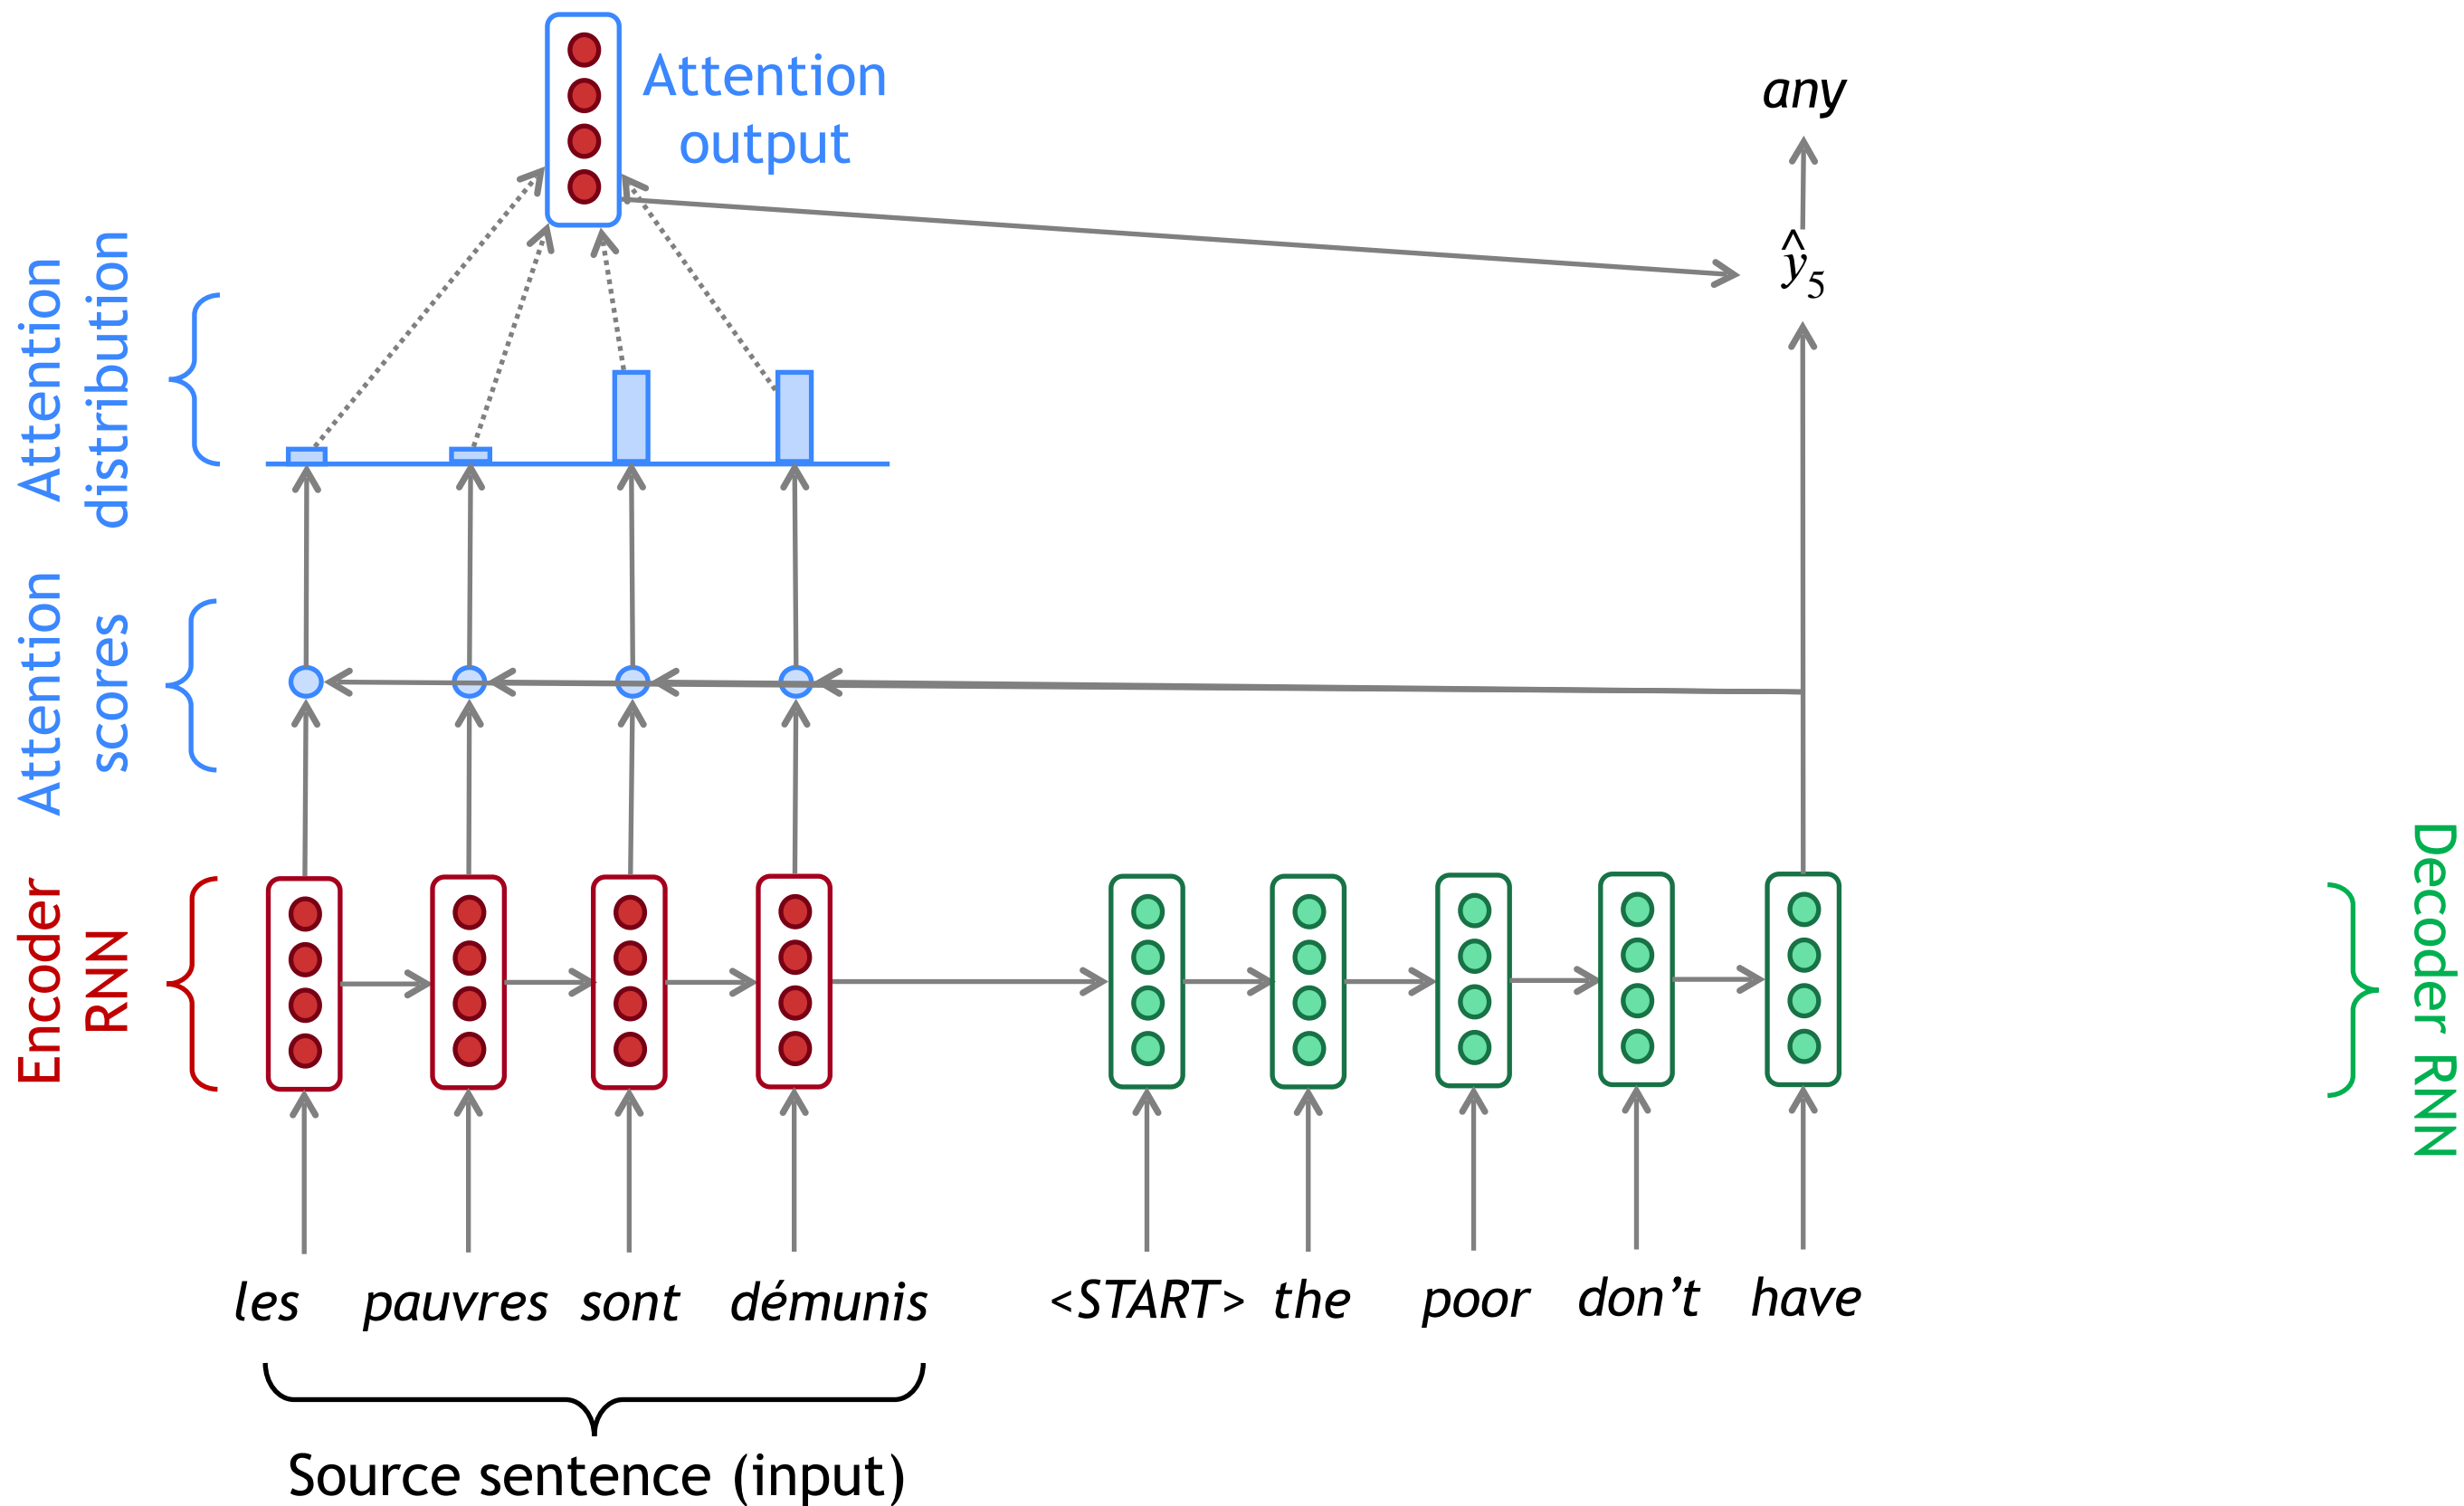 Attention
output
any
ŷ5
Attention
distribution
Attention
scores
Encoder
RNN
Decoder RNN
les pauvres sont démunis <START> the poor don’t have
Source sentence (input)